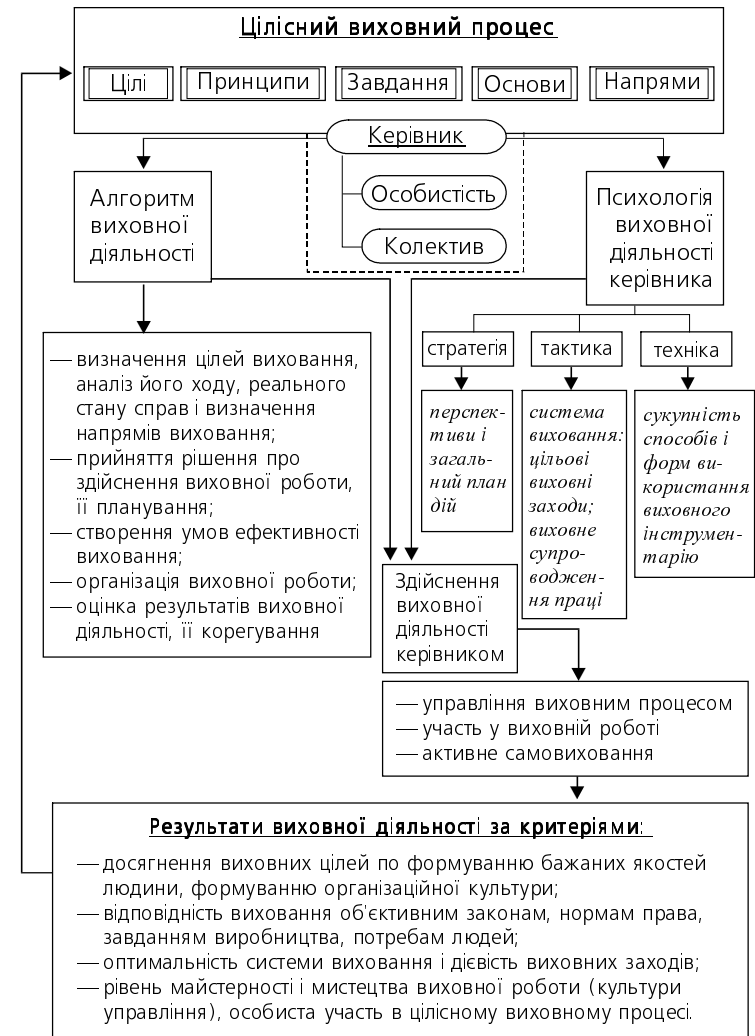 Цілісний виховний процес
Цілі
Принципи
Завдання
Основи
Напрями
Керівник
Особистість
Колектив
Алгоритм
виховної
діяльності
Психологія
виховної
діяльності
керівника
— визначення цілей виховання,
аналіз його ходу, реального
стану справ і визначення
напрямів виховання;
— прийняття рішення про
здійснення виховної роботи,
її планування;
— створення умов ефективності
виховання;
— організація виховної роботи;
— оцінка результатів виховної
діяльності, її корегування
стратегія
тактика
техніка
перспек-
тиви і
загаль-
ний план
дій
система
виховання:
цільові
виховні
заходи;
виховне
супро-
воджен-
ня праці
сукупність
способів і
форм ви-
користання
виховного
інструмен-
тарію
Здійснення
виховної
діяльності
керівником
— управління виховним процесом
— участь у виховній роботі
— активне самовиховання
Результати виховної діяльності за критеріями:
— досягнення виховних цілей по формуванню бажаних якостей
людини, формуванню організаційної культури;
— відповідність виховання об'єктивним законам, нормам права,
завданням виробництва, потребам людей;
— оптимальність системи виховання і дієвість виховних заходів;
— рівень майстерності і мистецтва виховної роботи (культури
управління), особиста участь в цілісному виховному процесі.